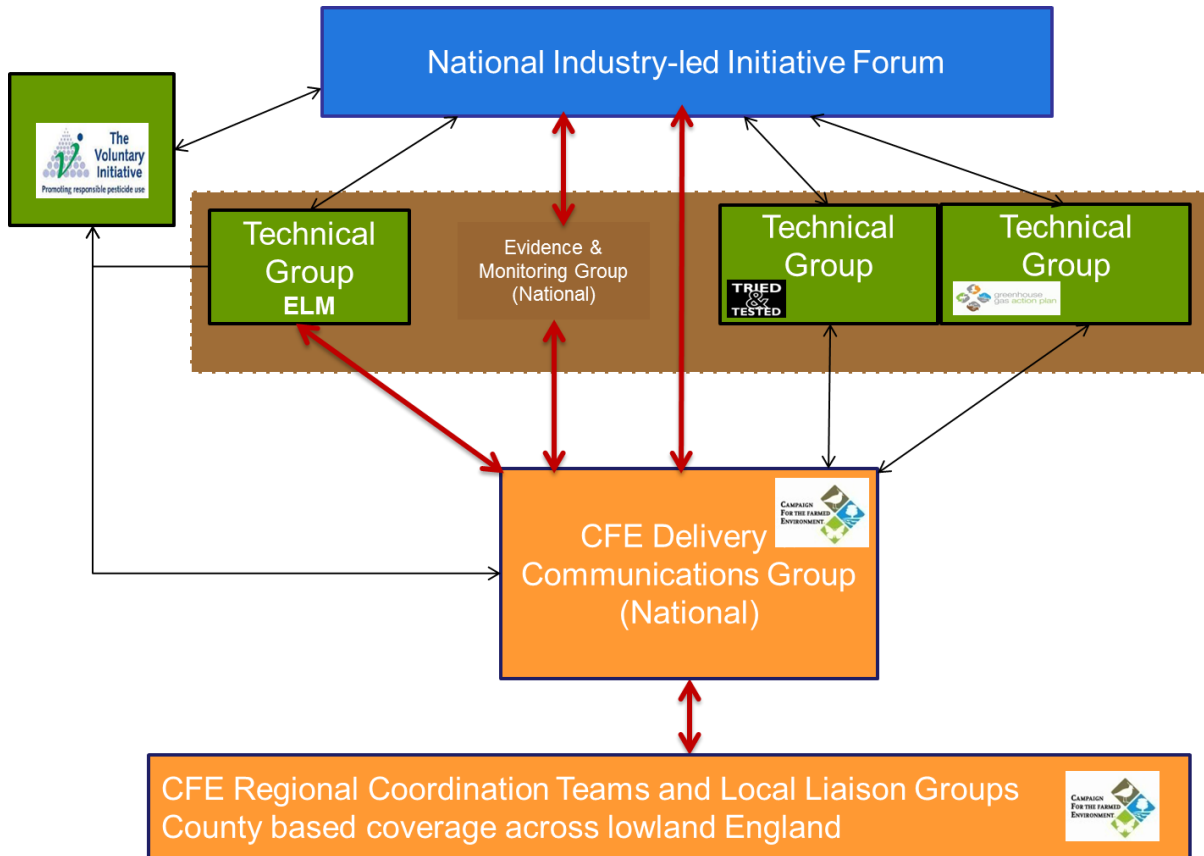 National Industry-led Initiative Forum
The
Voluntary
Initiative
Promoting responsible pesticide use
Technical
Group
ELM
Evidence &
Monitoring Group
(National)
Technical
Group
TRIED
&
TESTED
Technical
Group
greenhouse
gas action plan
CAMPAIGN
FOR THE FARMED
ENVIRONMENT
CFE Delivery
Communications Group
(National)
CFE Regional Coordination Teams and Local Liaison Groups
County based coverage across lowland England
CAMPAIGN
FOR THE FARMED
ENVIRONMENT